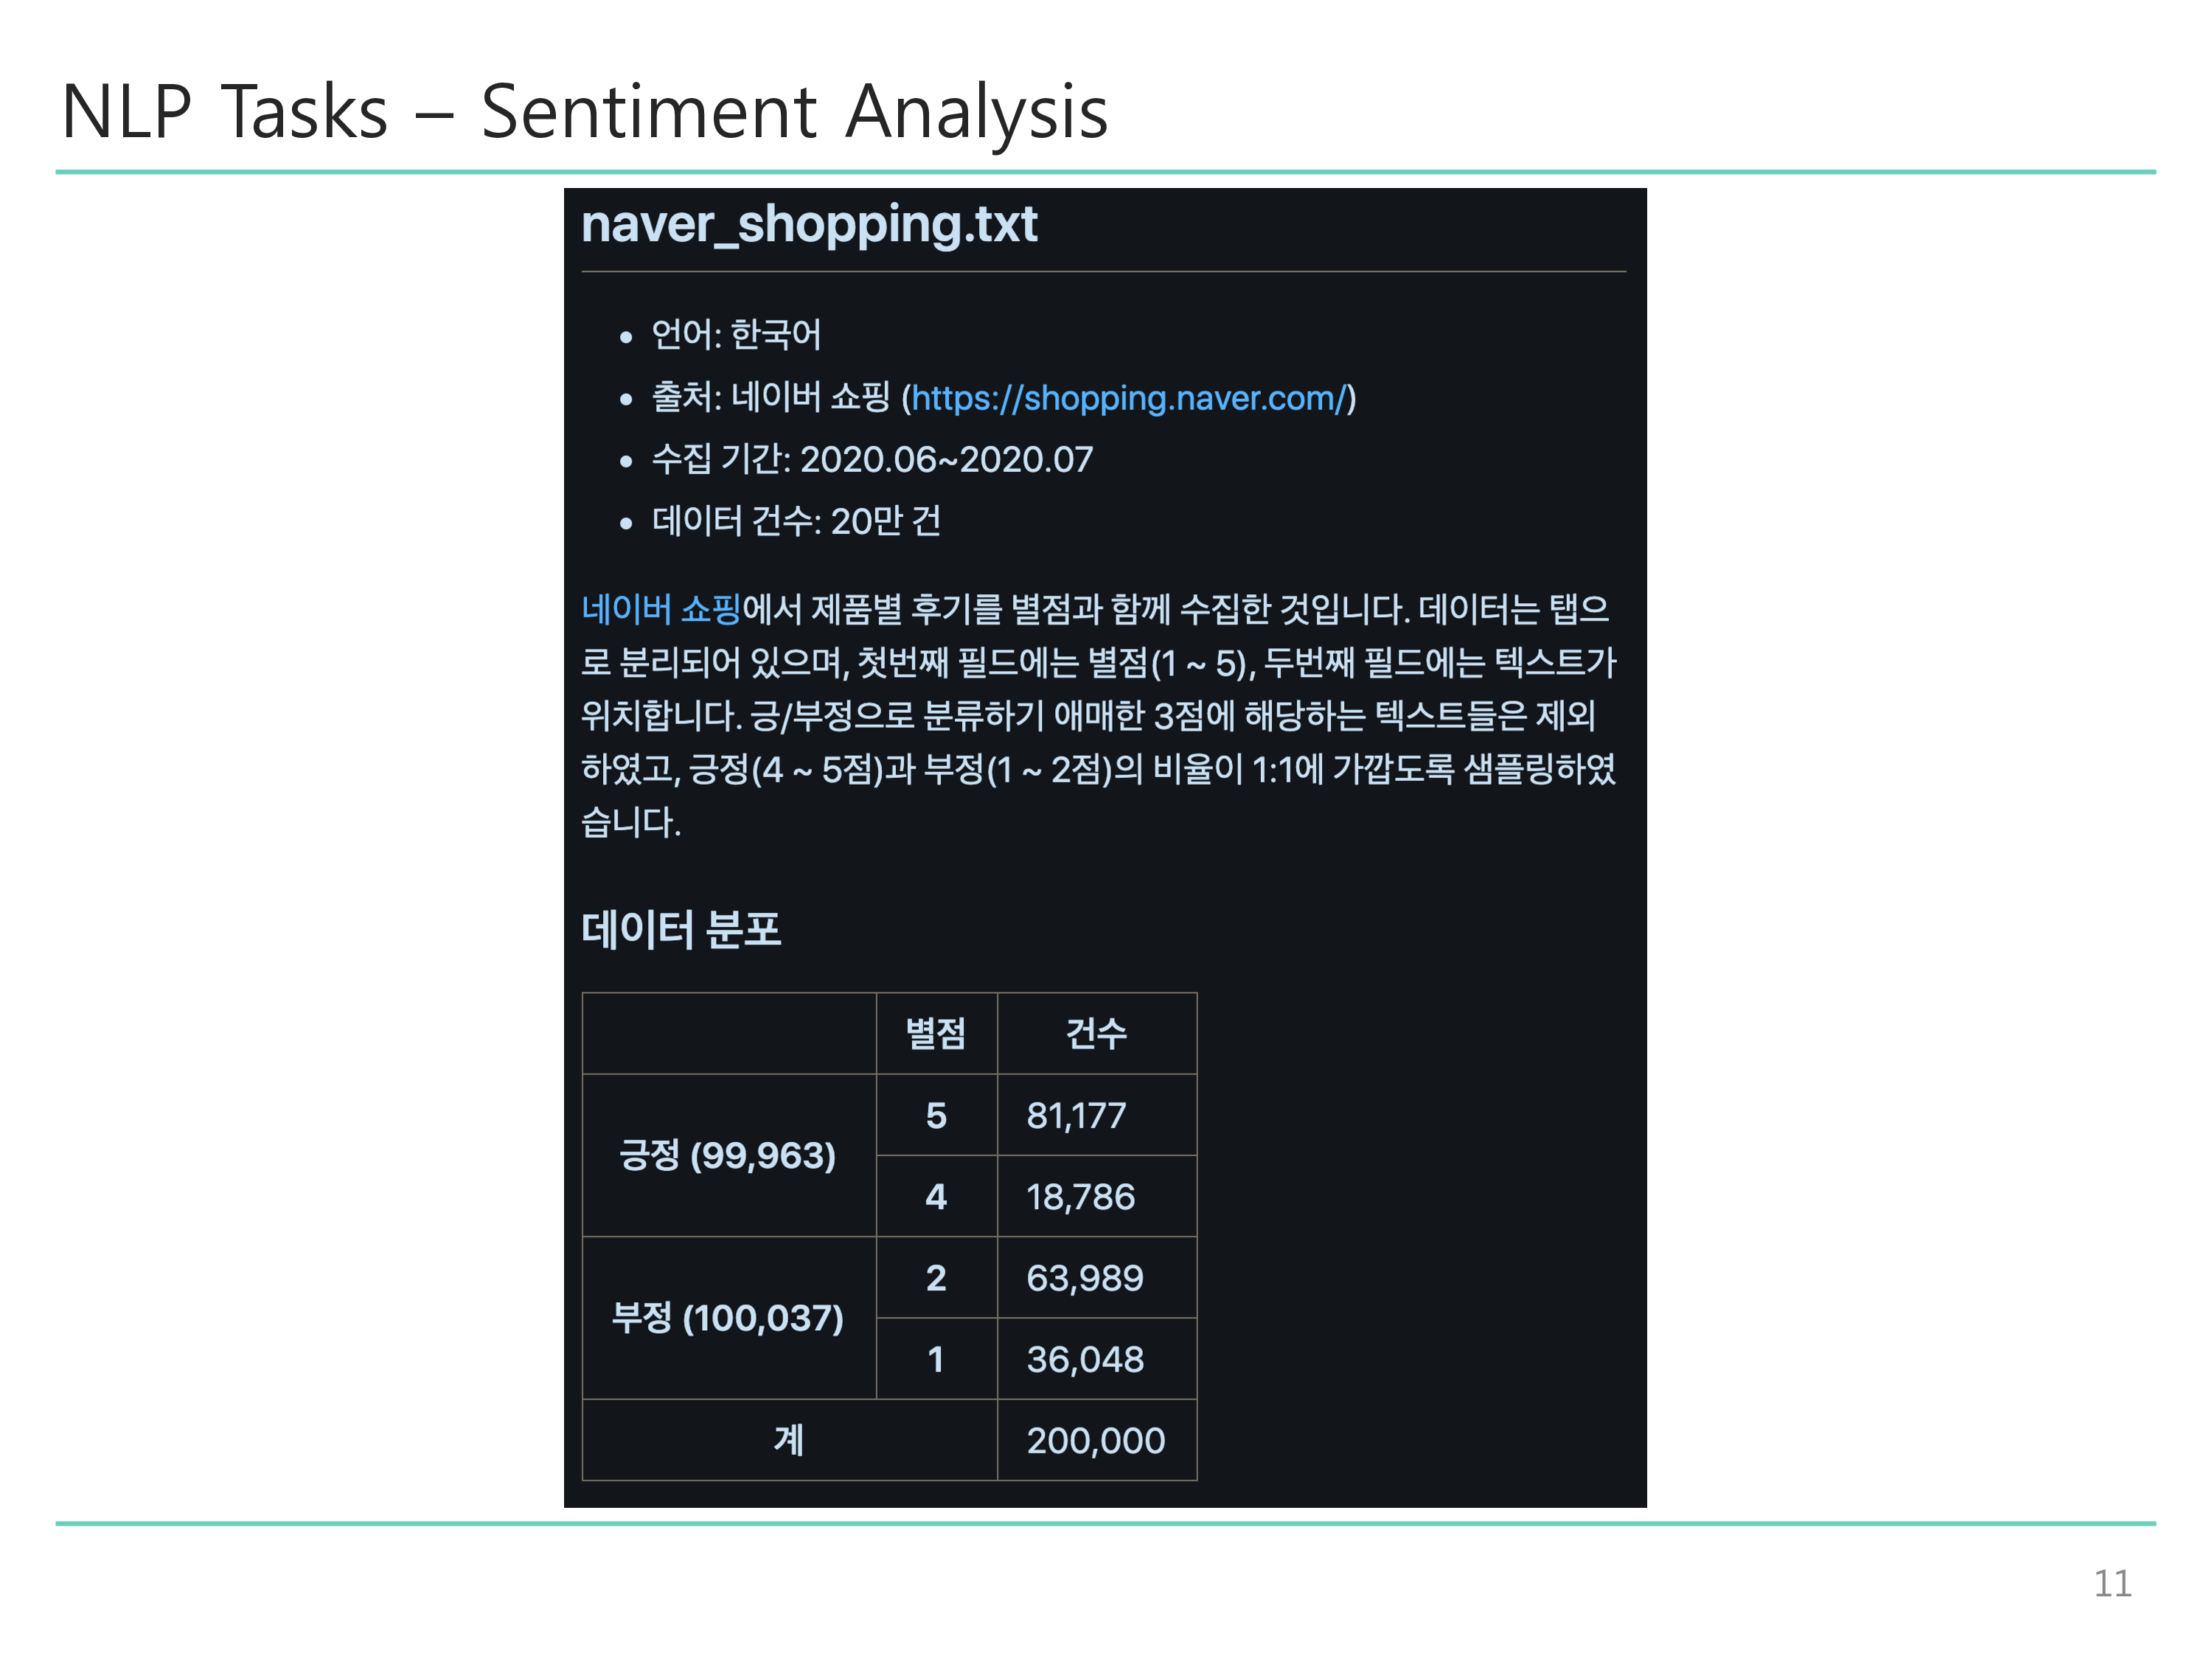 NLP Tasks – Sentiment Analysis
naver_shopping.txt
• 언어: 한국어
• 출처: 네이버 쇼핑 (https://shopping.naver.com/)
• 수집 기간: 2020.06~2020.07
• 데이터 건수: 20만 건
네이버 쇼핑에서 제품별 후기를 별점과 함께 수집한 것입니다. 데이터는 탭으
로 분리되어 있으며, 첫번째 필드에는 별점(1 ~ 5), 두번째 필드에는 텍스트가
위치합니다. 긍/부정으로 분류하기 애매한 3점에 해당하는 텍스트들은 제외
하였고, 긍정(4 ~ 5점)과 부정(1 ~ 2점)의 비율이 1:1에 가깝도록 샘플링하였
습니다.
데이터 분포
별점 건수
긍정 (99,963) 5 81,177
4 18,786
부정 (100,037) 2 63,989
1 36,048
계 200,000
11